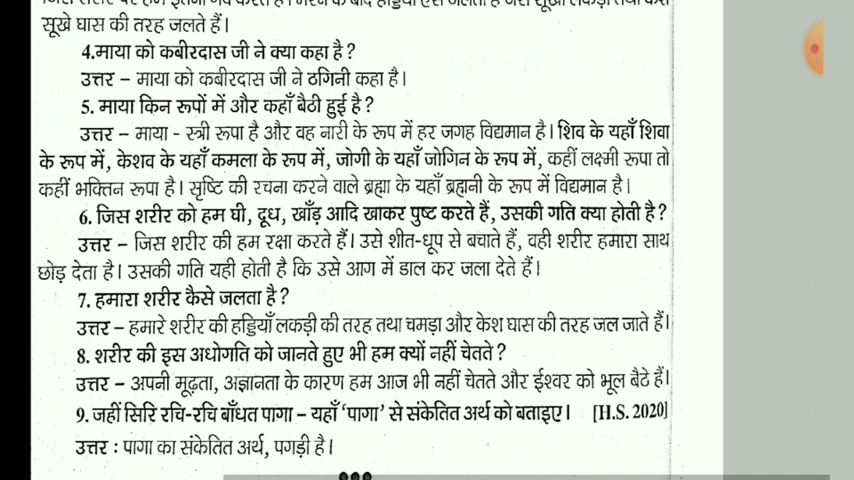 सूखे घास की तरह जलते हैं।
4.माया को कबीरदास जी ने क्या कहा है?
उत्तर – माया को कबीरदास जी ने ठगिनी कहा है।
5. माया किन रूपों में और कहाँ बैठी हुई है?
उत्तर – माया - स्त्री रूपा है और वह नारी के रूप में हर जगह विद्यमान है। शिव के यहाँ शिवा
के रूप में, केशव के यहाँ कमला के रूप में, जोगी के यहाँ जोगिन के रूप में, कहीं लक्ष्मी रूपा तो
कहीं भक्तिन रूपा है। सृष्टि की रचना करने वाले ब्रह्मा के यहाँ ब्रह्मनी के रूप में विद्यमान है।
6. जिस शरीर को हम घी, दूध, खाँड़ आदि खाकर पुष्ट करते हैं, उसकी गति क्या होती है?
उत्तर – जिस शरीर की हम रक्षा करते हैं। उसे शीत-धूप से बचाते हैं, वही शरीर हमारा साथ
छोड़ देता है। उसकी गति यही होती है कि उसे आग में डाल कर जला देते हैं।
7. हमारा शरीर कैसे जलता है?
उत्तर – हमारे शरीर की हड्डियाँ लकड़ी की तरह तथा चमड़ा और केश घास की तरह जल जाते हैं।
8. शरीर की इस अधोगति को जानते हुए भी हम क्यों नहीं चेतते?
उत्तर – अपनी मूढ़ता, अज्ञानता के कारण हम आज भी नहीं चेतते और ईश्वर को भूल बैठे हैं।
9. जहीं सिरि रचि-रचि बाँधत पागा – यहाँ 'पागा' से संकेतित अर्थ को बताइए। [H.S. 2020]
उत्तर : पागा का संकेतित अर्थ, पगड़ी है।